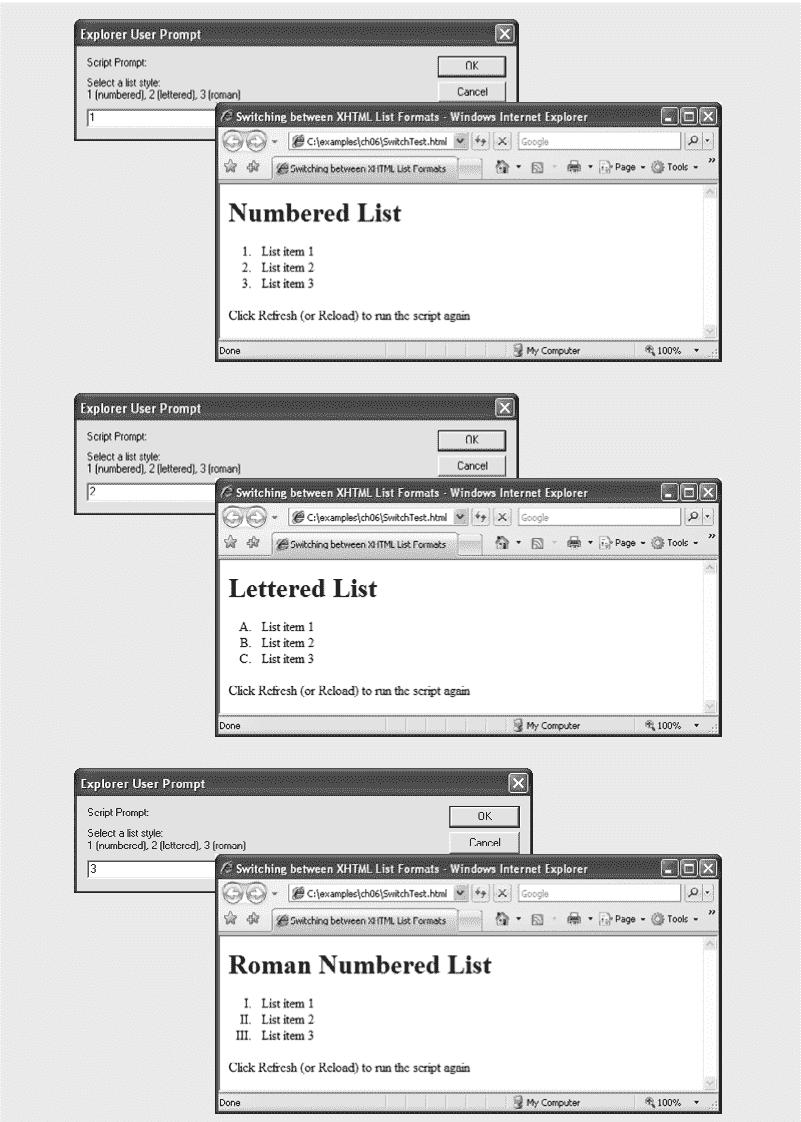 Explorer User Prompt
Script Prompt:
OK
Select a list style:
1 (numbered), 2 (lettered), 3 (roman)
Cancel
1
Switching between XHTML List Formats - Windows Internet Explorer
C:\examples\ch06\SwitchTest.html
Google
Switching between XHTML List Formats
Page
Tools
Numbered List
1. List item 1
2. List item 2
3. List item 3
Click Refresh (or Reload) to run the script again
Done
My Computer
100%
Explorer User Prompt
Script Prompt:
OK
Select a list style:
1 (numbered), 2 (lettered), 3 (roman)
Cancel
2
Switching between XHTML List Formats - Windows Internet Explorer
C:\examples\ch06\SwitchTest.html
Google
Switching between XHTML List Formats
Page
Tools
Lettered List
A. List item 1
B. List item 2
C. List item 3
Click Refresh (or Reload) to run the script again
Done
My Computer
100%
Explorer User Prompt
Script Prompt:
OK
Select a list style:
1 (numbered), 2 (lettered), 3 (roman)
Cancel
3
Switching between XHTML List Formats - Windows Internet Explorer
C:\examples\ch06\SwitchTest.html
Google
Switching between XHTML List Formats
Page
Tools
Roman Numbered List
I. List item 1
II. List item 2
III. List item 3
Click Refresh (or Reload) to run the script again
Done
My Computer
100%